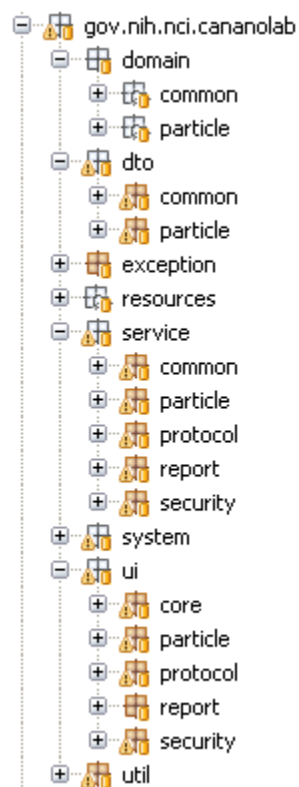 gov.nih.nci.cananolab
domain
common
particle
dto
common
particle
exception
resources
service
common
particle
protocol
report
security
system
ui
core
particle
protocol
report
security
util